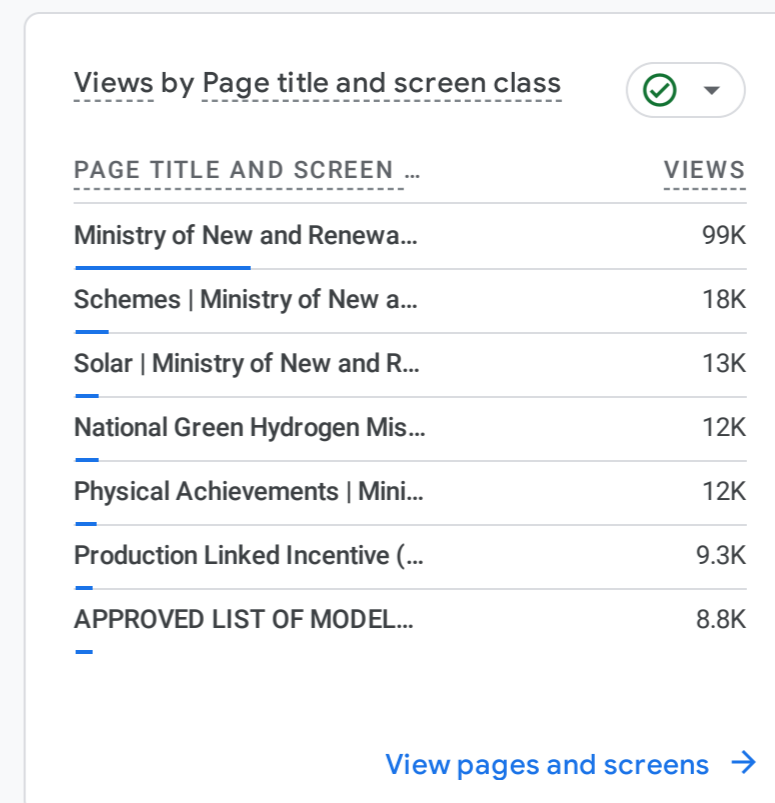 Views by Page title and screen class
PAGE TITLE AND SCREEN … VIEWS
Ministry of New and Renewa… 99K
Schemes | Ministry of New a… 18K
Solar | Ministry of New and R… 13K
National Green Hydrogen Mis… 12K
Physical Achievements | Mini… 12K
Production Linked Incentive (… 9.3K
APPROVED LIST OF MODEL… 8.8K
View pages and screens